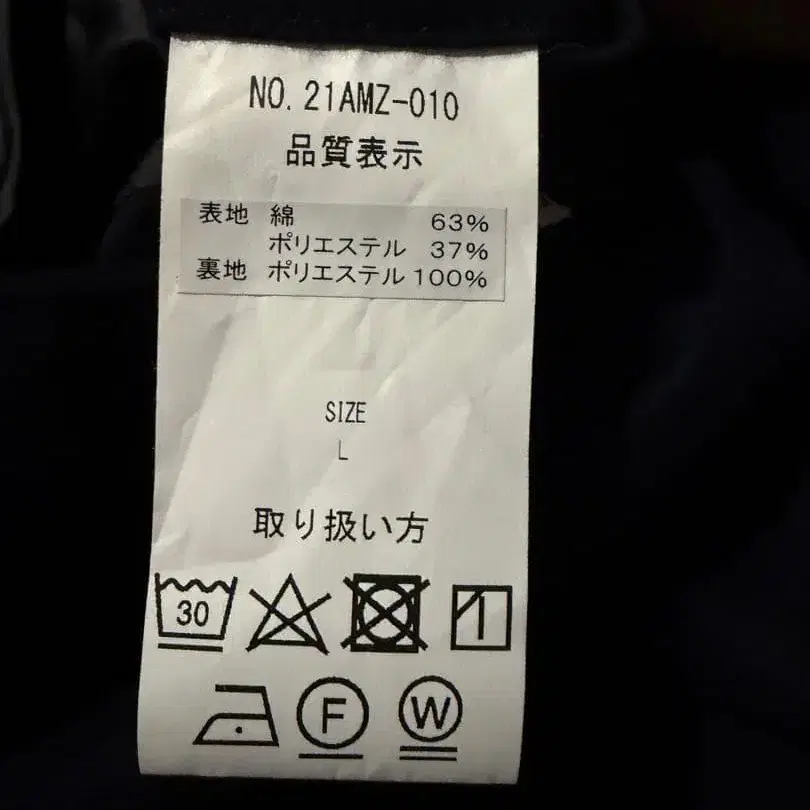 NO. 21AMZ-010
品質表示
表地 綿 63%
ポリエステル 37%
裏地 ポリエステル 100%
SIZE
L
取り扱い方
30
F W